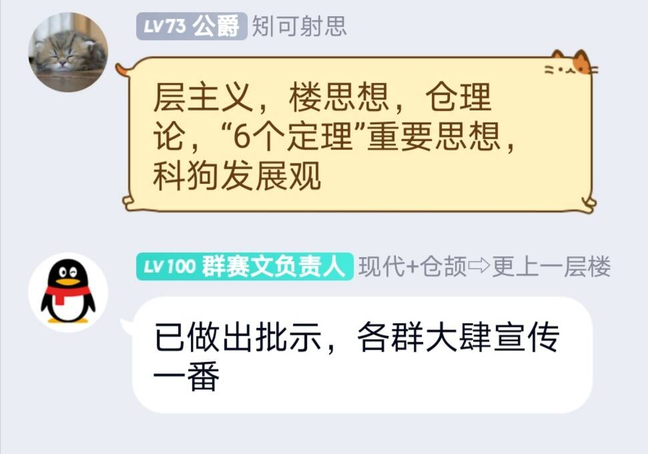 LV73 公爵 矧可射思
层主义，楼思想，仓理
论，“6个定理”重要思想，
科狗发展观
LV100 群赛文负责人 现代+仓颉⇨更上一层楼
已做出批示，各群大肆宣传
一番